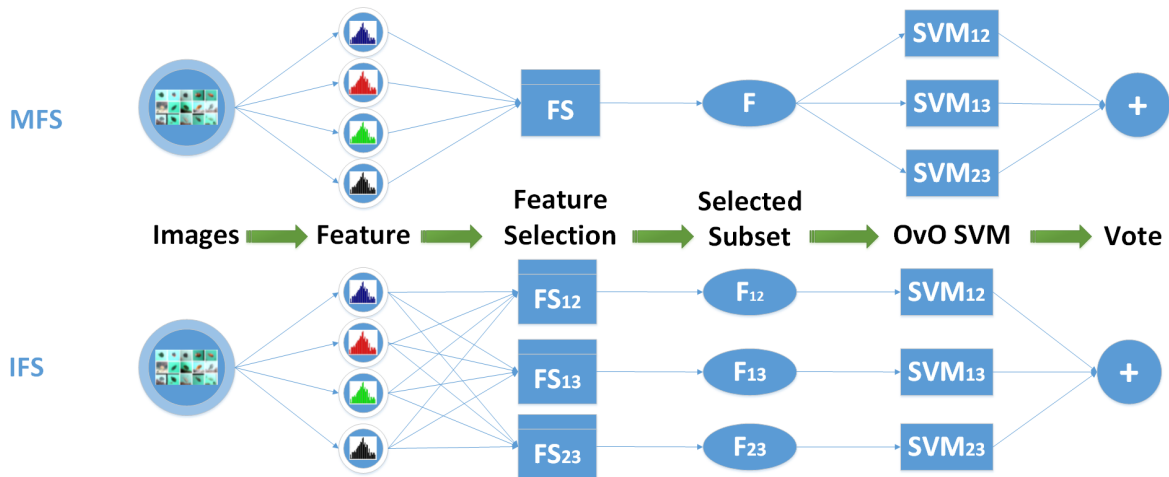 MFS
FS
F
SVM12
SVM13
SVM23
+
Images
Feature
Feature
Selection
Selected
Subset
OvO SVM
Vote
IFS
FS12
F12
SVM12
FS13
F13
SVM13
+
FS23
F23
SVM23